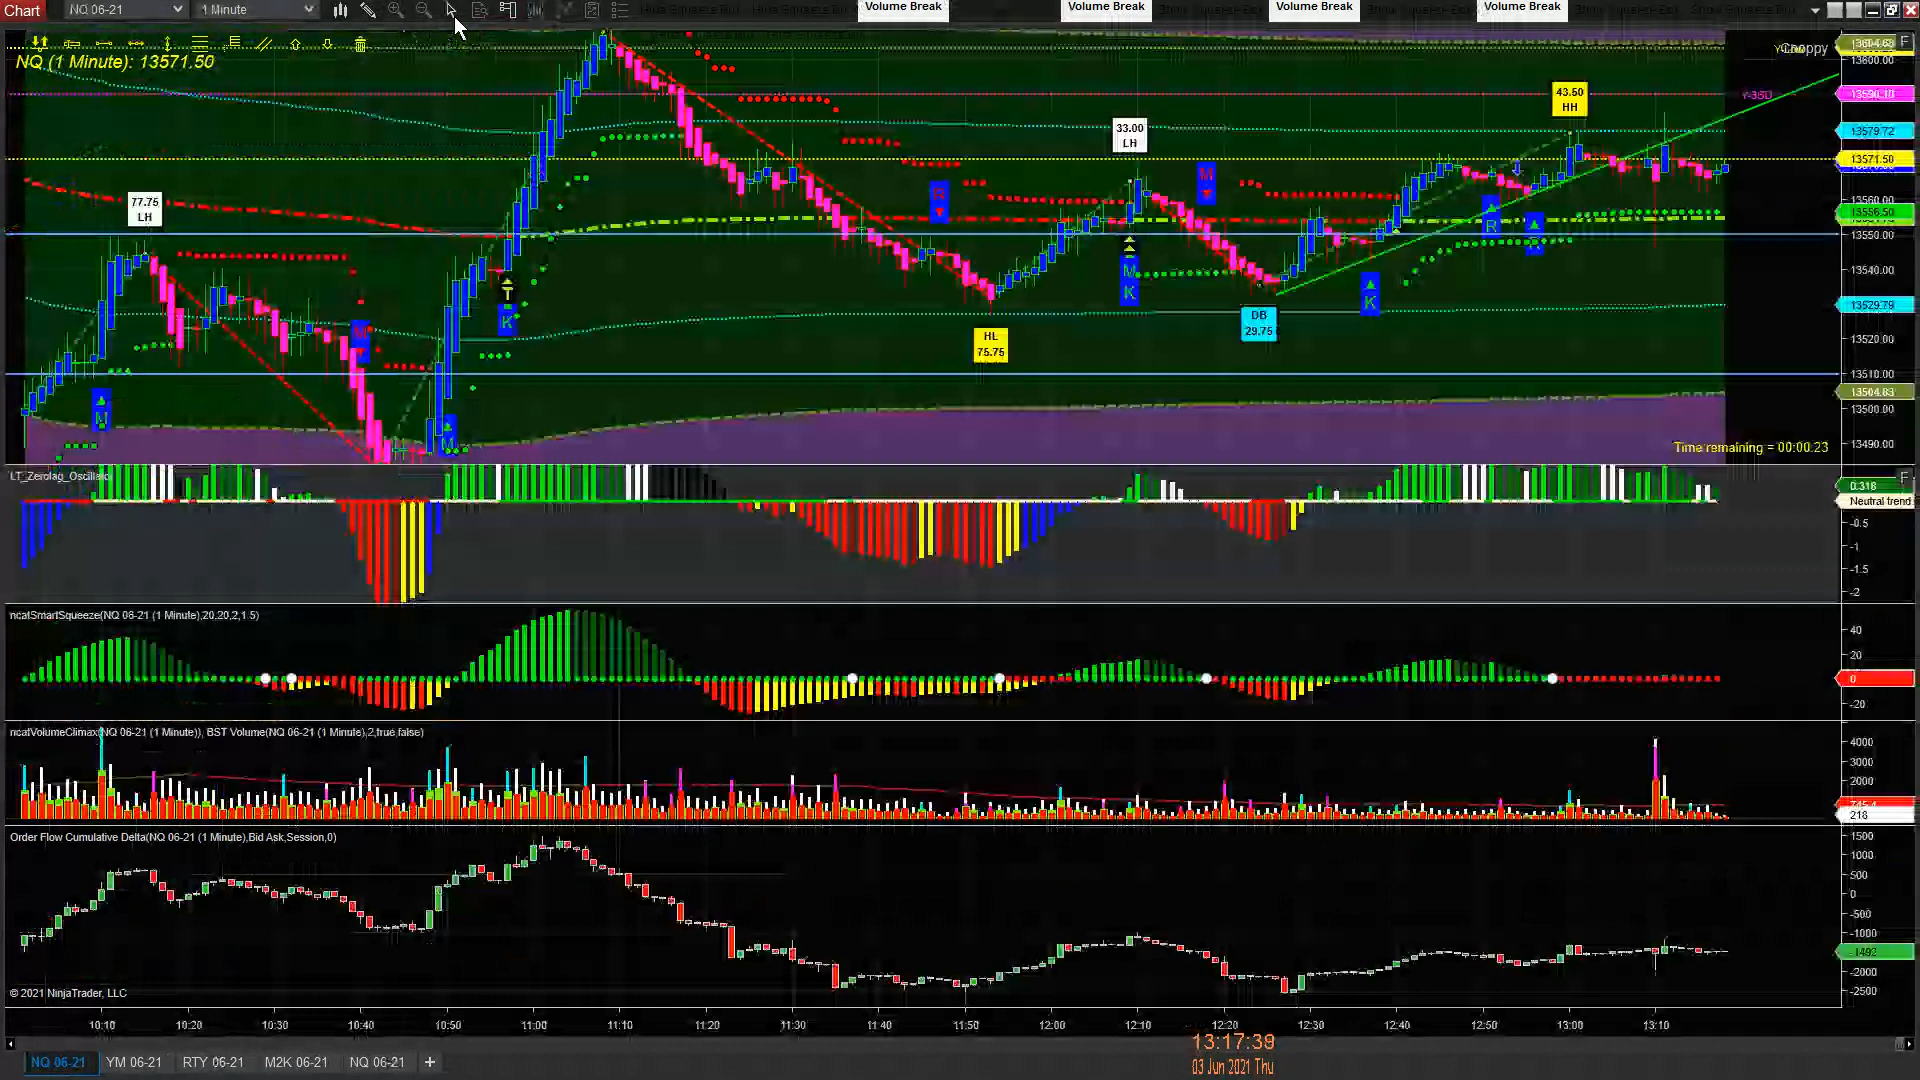 Chart
NQ 06-21
1 Minute
Volume Break
Volume Break
Volume Break
Volume Break
NQ (1 Minute): 13571.50
Choppy
F
13604.63
13600.00
Y-3SD
13590.10
13579.72
13571.50
13560.00
13556.50
13550.00
13540.00
13529.79
13520.00
13510.00
13504.83
13500.00
13490.00
77.75
LH
33.00
LH
43.50
HH
HL
75.75
DB
29.75
M
M
M
T
K
R
M
K
M
K
R
Time remaining = 00:00:23
LT_Zerolag_Oscillator
F
0.316
Neutral trend
-0.5
-1
-1.5
-2
ncatSmartSqueeze(NQ 06-21 (1 Minute),20,20,2,1.5)
40
20
0
-20
ncatVolumeClimax(NQ 06-21 (1 Minute)), BST Volume(NQ 06-21 (1 Minute),2,true,false)
4000
3000
2000
745.4
218
Order Flow Cumulative Delta(NQ 06-21 (1 Minute),Bid Ask,Session,0)
1500
1000
500
0
-500
-1000
-1493
-2000
-2500
© 2021 NinjaTrader, LLC
10:10 10:20 10:30 10:40 10:50 11:00 11:10 11:20 11:30 11:40 11:50 12:00 12:10 12:20 12:30 12:40 12:50 13:00 13:10
13:17:39
03 Jun 2021 Thu
NQ 06-21 YM 06-21 RTY 06-21 M2K 06-21 NQ 06-21 +